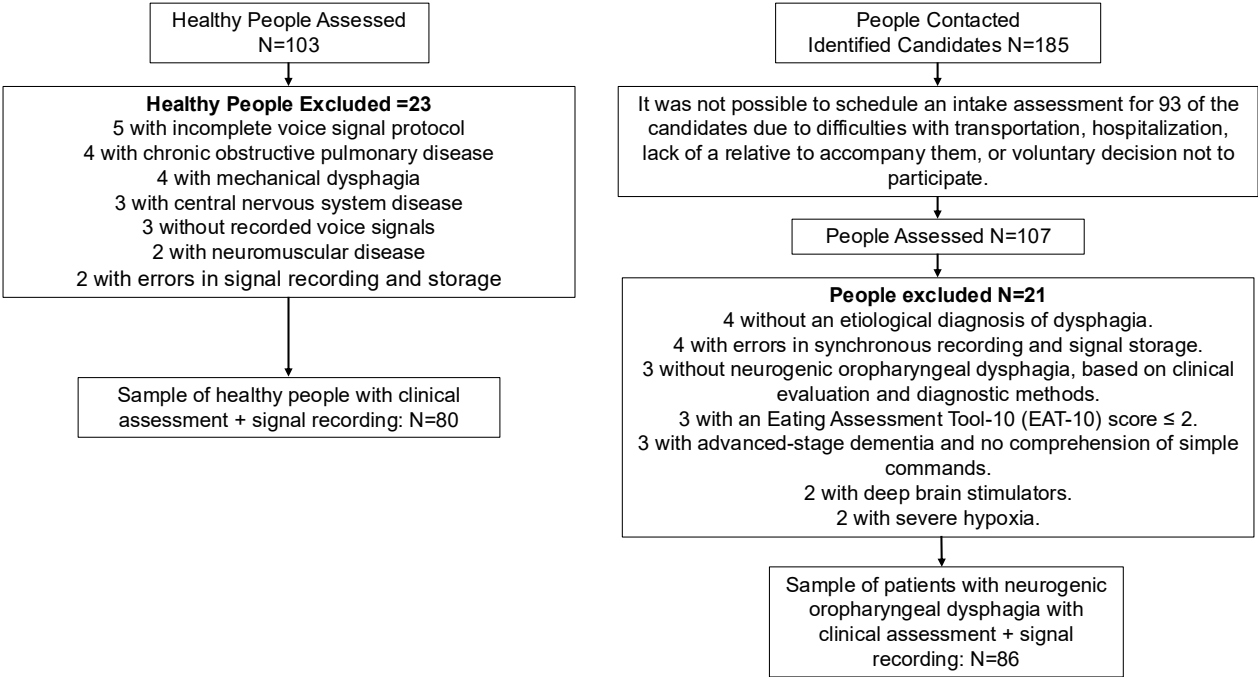 Healthy People Assessed
N=103
Healthy People Excluded =23
5 with incomplete voice signal protocol
4 with chronic obstructive pulmonary disease
4 with mechanical dysphagia
3 with central nervous system disease
3 without recorded voice signals
2 with neuromuscular disease
2 with errors in signal recording and storage
Sample of healthy people with clinical
assessment + signal recording: N=80
People Contacted
Identified Candidates N=185
It was not possible to schedule an intake assessment for 93 of the
candidates due to difficulties with transportation, hospitalization,
lack of a relative to accompany them, or voluntary decision not to
participate.
People Assessed N=107
People excluded N=21
4 without an etiological diagnosis of dysphagia.
4 with errors in synchronous recording and signal storage.
3 without neurogenic oropharyngeal dysphagia, based on clinical
evaluation and diagnostic methods.
3 with an Eating Assessment Tool-10 (EAT-10) score ≤ 2.
3 with advanced-stage dementia and no comprehension of simple
commands.
2 with deep brain stimulators.
2 with severe hypoxia.
Sample of patients with neurogenic
oropharyngeal dysphagia with
clinical assessment + signal
recording: N=86